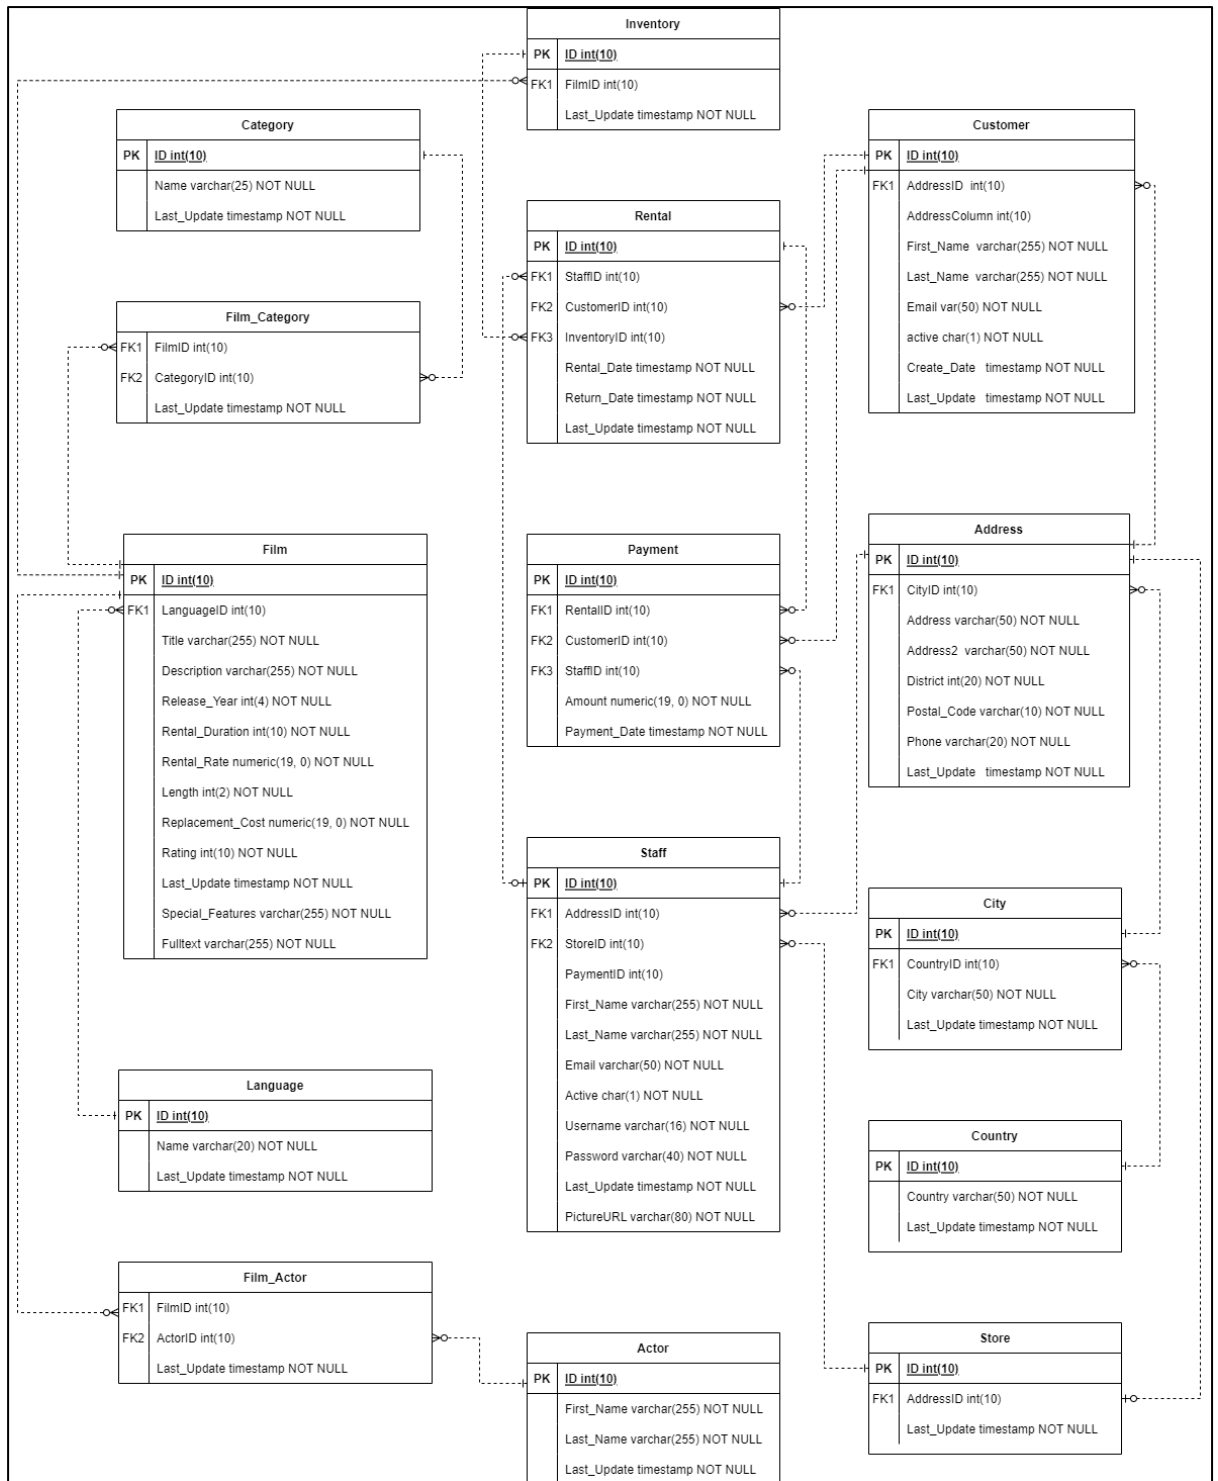 Inventory
PK ID int(10)
FK1 FilmID int(10)
Last_Update timestamp NOT NULL
Category
PK ID int(10)
Name varchar(25) NOT NULL
Last_Update timestamp NOT NULL
Customer
PK ID int(10)
FK1 AddressID int(10)
AddressColumn int(10)
First_Name varchar(255) NOT NULL
Last_Name varchar(255) NOT NULL
Email var(50) NOT NULL
active char(1) NOT NULL
Create_Date timestamp NOT NULL
Last_Update timestamp NOT NULL
Rental
PK ID int(10)
FK1 StaffID int(10)
FK2 CustomerID int(10)
FK3 InventoryID int(10)
Rental_Date timestamp NOT NULL
Return_Date timestamp NOT NULL
Last_Update timestamp NOT NULL
Film_Category
FK1 FilmID int(10)
FK2 CategoryID int(10)
Last_Update timestamp NOT NULL
Film
PK ID int(10)
FK1 LanguageID int(10)
Title varchar(255) NOT NULL
Description varchar(255) NOT NULL
Release_Year int(4) NOT NULL
Rental_Duration int(10) NOT NULL
Rental_Rate numeric(19, 0) NOT NULL
Length int(2) NOT NULL
Replacement_Cost numeric(19, 0) NOT NULL
Rating int(10) NOT NULL
Last_Update timestamp NOT NULL
Special_Features varchar(255) NOT NULL
Fulltext varchar(255) NOT NULL
Payment
PK ID int(10)
FK1 RentalID int(10)
FK2 CustomerID int(10)
FK3 StaffID int(10)
Amount numeric(19, 0) NOT NULL
Payment_Date timestamp NOT NULL
Address
PK ID int(10)
FK1 CityID int(10)
Address varchar(50) NOT NULL
Address2 varchar(50) NOT NULL
District int(20) NOT NULL
Postal_Code varchar(10) NOT NULL
Phone varchar(20) NOT NULL
Last_Update timestamp NOT NULL
Staff
PK ID int(10)
FK1 AddressID int(10)
FK2 StoreID int(10)
PaymentID int(10)
First_Name varchar(255) NOT NULL
Last_Name varchar(255) NOT NULL
Email varchar(50) NOT NULL
Active char(1) NOT NULL
Username varchar(16) NOT NULL
Password varchar(40) NOT NULL
Last_Update timestamp NOT NULL
PictureURL varchar(80) NOT NULL
City
PK ID int(10)
FK1 CountryID int(10)
City varchar(50) NOT NULL
Last_Update timestamp NOT NULL
Language
PK ID int(10)
Name varchar(20) NOT NULL
Last_Update timestamp NOT NULL
Country
PK ID int(10)
Country varchar(50) NOT NULL
Last_Update timestamp NOT NULL
Film_Actor
FK1 FilmID int(10)
FK2 ActorID int(10)
Last_Update timestamp NOT NULL
Actor
PK ID int(10)
First_Name varchar(255) NOT NULL
Last_Name varchar(255) NOT NULL
Last_Update timestamp NOT NULL
Store
PK ID int(10)
FK1 AddressID int(10)
Last_Update timestamp NOT NULL